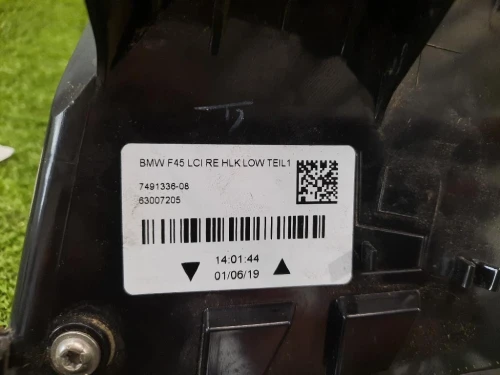 BMW F45 LCI RE HLK LOW TEIL1
7491336-08
63007205
14:01:44
01/06/19